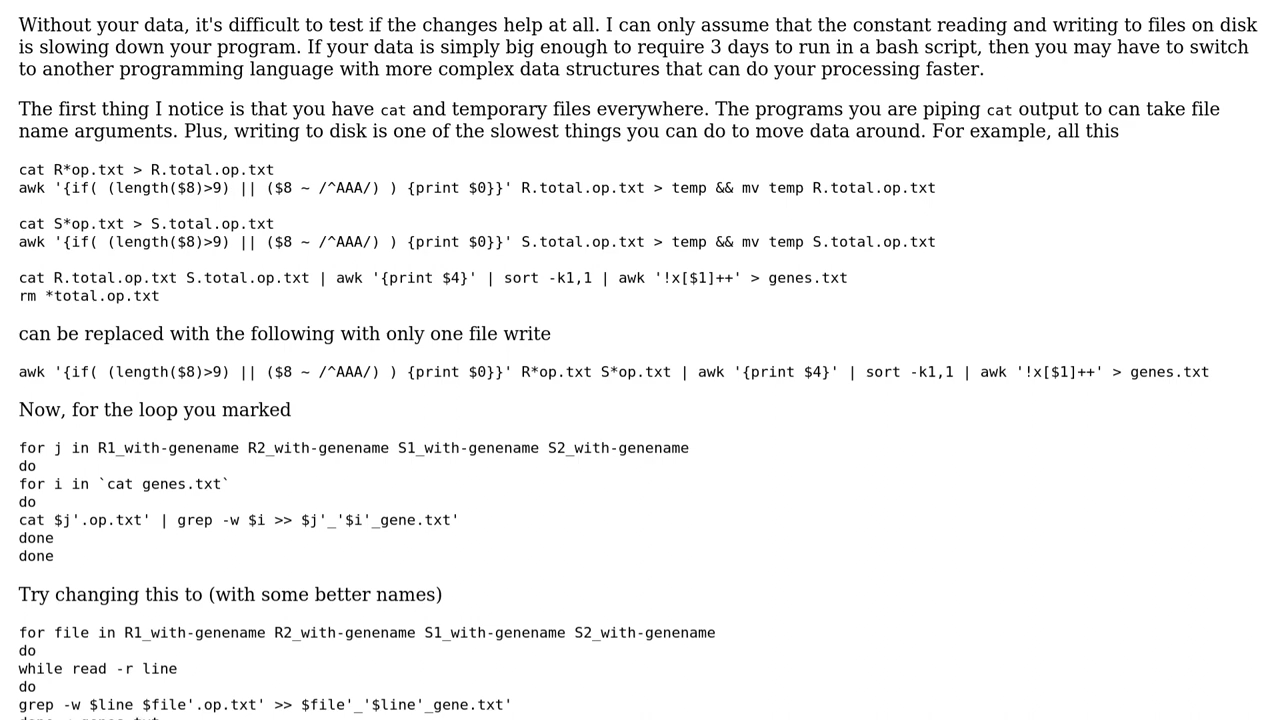 Without your data, it's difficult to test if the changes help at all. I can only assume that the constant reading and writing to files on disk
is slowing down your program. If your data is simply big enough to require 3 days to run in a bash script, then you may have to switch
to another programming language with more complex data structures that can do your processing faster.
The first thing I notice is that you have cat and temporary files everywhere. The programs you are piping cat output to can take file
name arguments. Plus, writing to disk is one of the slowest things you can do to move data around. For example, all this
cat R*op.txt > R.total.op.txt
awk '{if( (length($8)>9) || ($8 ~ /^AAA/) ) {print $0}}' R.total.op.txt > temp && mv temp R.total.op.txt
cat S*op.txt > S.total.op.txt
awk '{if( (length($8)>9) || ($8 ~ /^AAA/) ) {print $0}}' S.total.op.txt > temp && mv temp S.total.op.txt
cat R.total.op.txt S.total.op.txt | awk '{print $4}' | sort -k1,1 | awk '!x[$1]++' > genes.txt
rm *total.op.txt
can be replaced with the following with only one file write
awk '{if( (length($8)>9) || ($8 ~ /^AAA/) ) {print $0}}' R*op.txt S*op.txt | awk '{print $4}' | sort -k1,1 | awk '!x[$1]++' > genes.txt
Now, for the loop you marked
for j in R1_with-genename R2_with-genename S1_with-genename S2_with-genename
do
for i in `cat genes.txt`
do
cat $j'.op.txt' | grep -w $i >> $j'_'$i'_gene.txt'
done
done
Try changing this to (with some better names)
for file in R1_with-genename R2_with-genename S1_with-genename S2_with-genename
do
while read -r line
do
grep -w $line $file'.op.txt' >> $file'_'$line'_gene.txt'